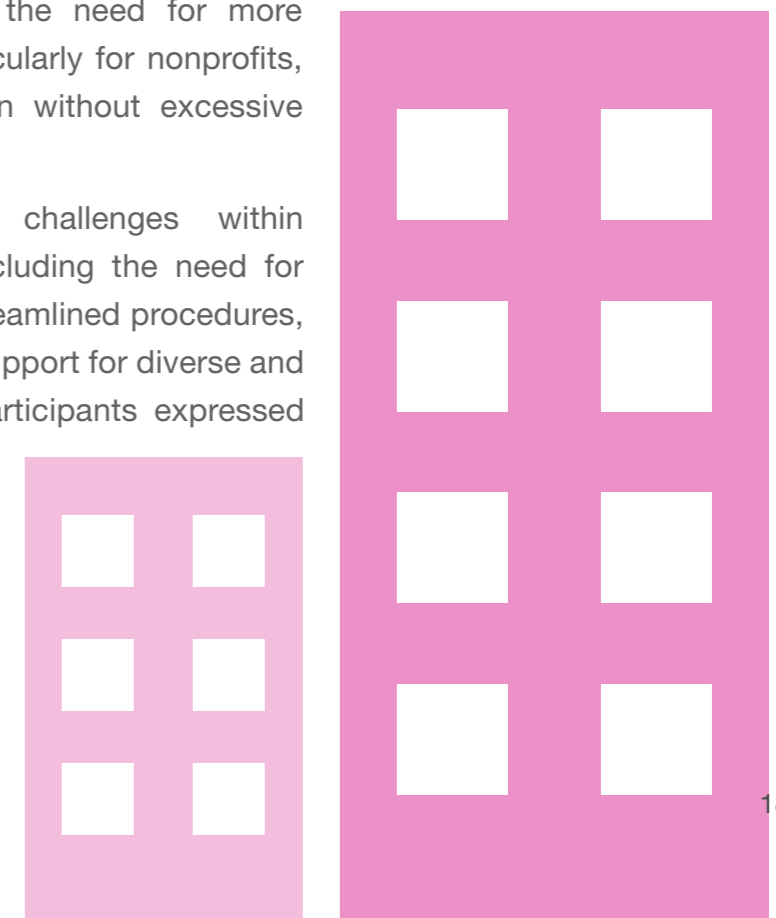 the need for more
cularly for nonprofits,
n without excessive
challenges within
cluding the need for
eamlined procedures,
pport for diverse and
articipants expressed